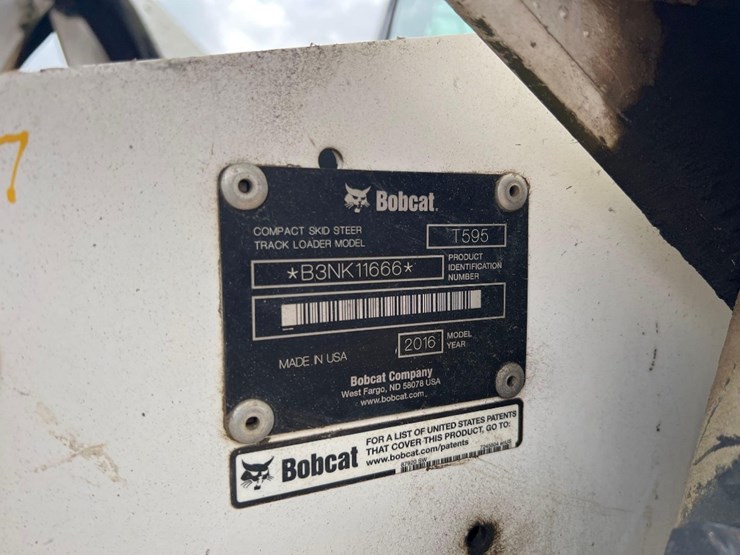 7
Bobcat.
COMPACT SKID STEER
TRACK LOADER MODEL
T595
*B3NK11666*
PRODUCT
IDENTIFICATION
NUMBER
MADE IN USA
2016
MODEL
YEAR
Bobcat Company
West Fargo, ND 58078 USA
www.bobcat.com
Bobcat
FOR A LIST OF UNITED STATES PATENTS
THAT COVER THIS PRODUCT, GO TO:
www.bobcat.com/patents